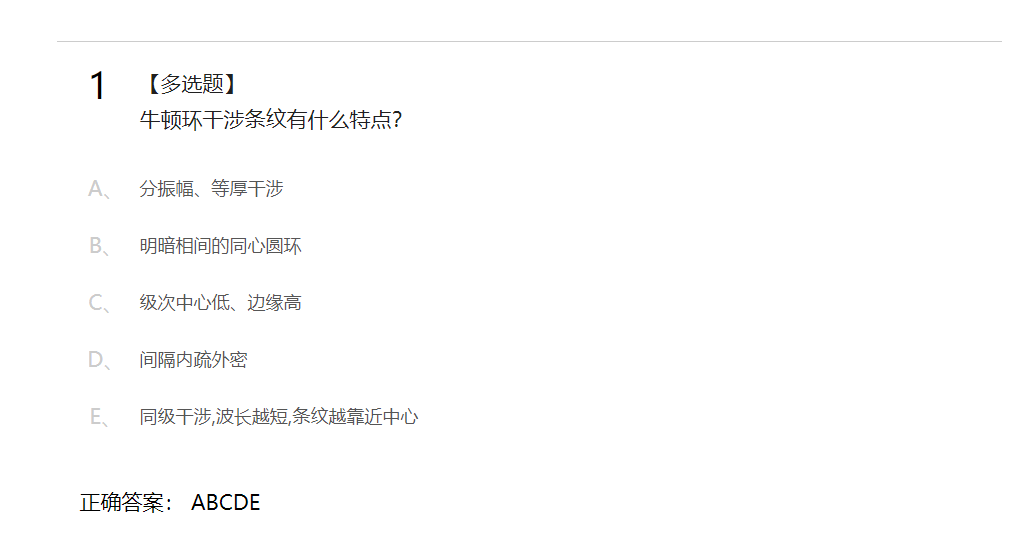 1 【多选题】
牛顿环干涉条纹有什么特点?
A、 分振幅、等厚干涉
B、 明暗相间的同心圆环
C、 级次中心低、边缘高
D、 间隔内疏外密
E、 同级干涉,波长越短,条纹越靠近中心
正确答案： ABCDE